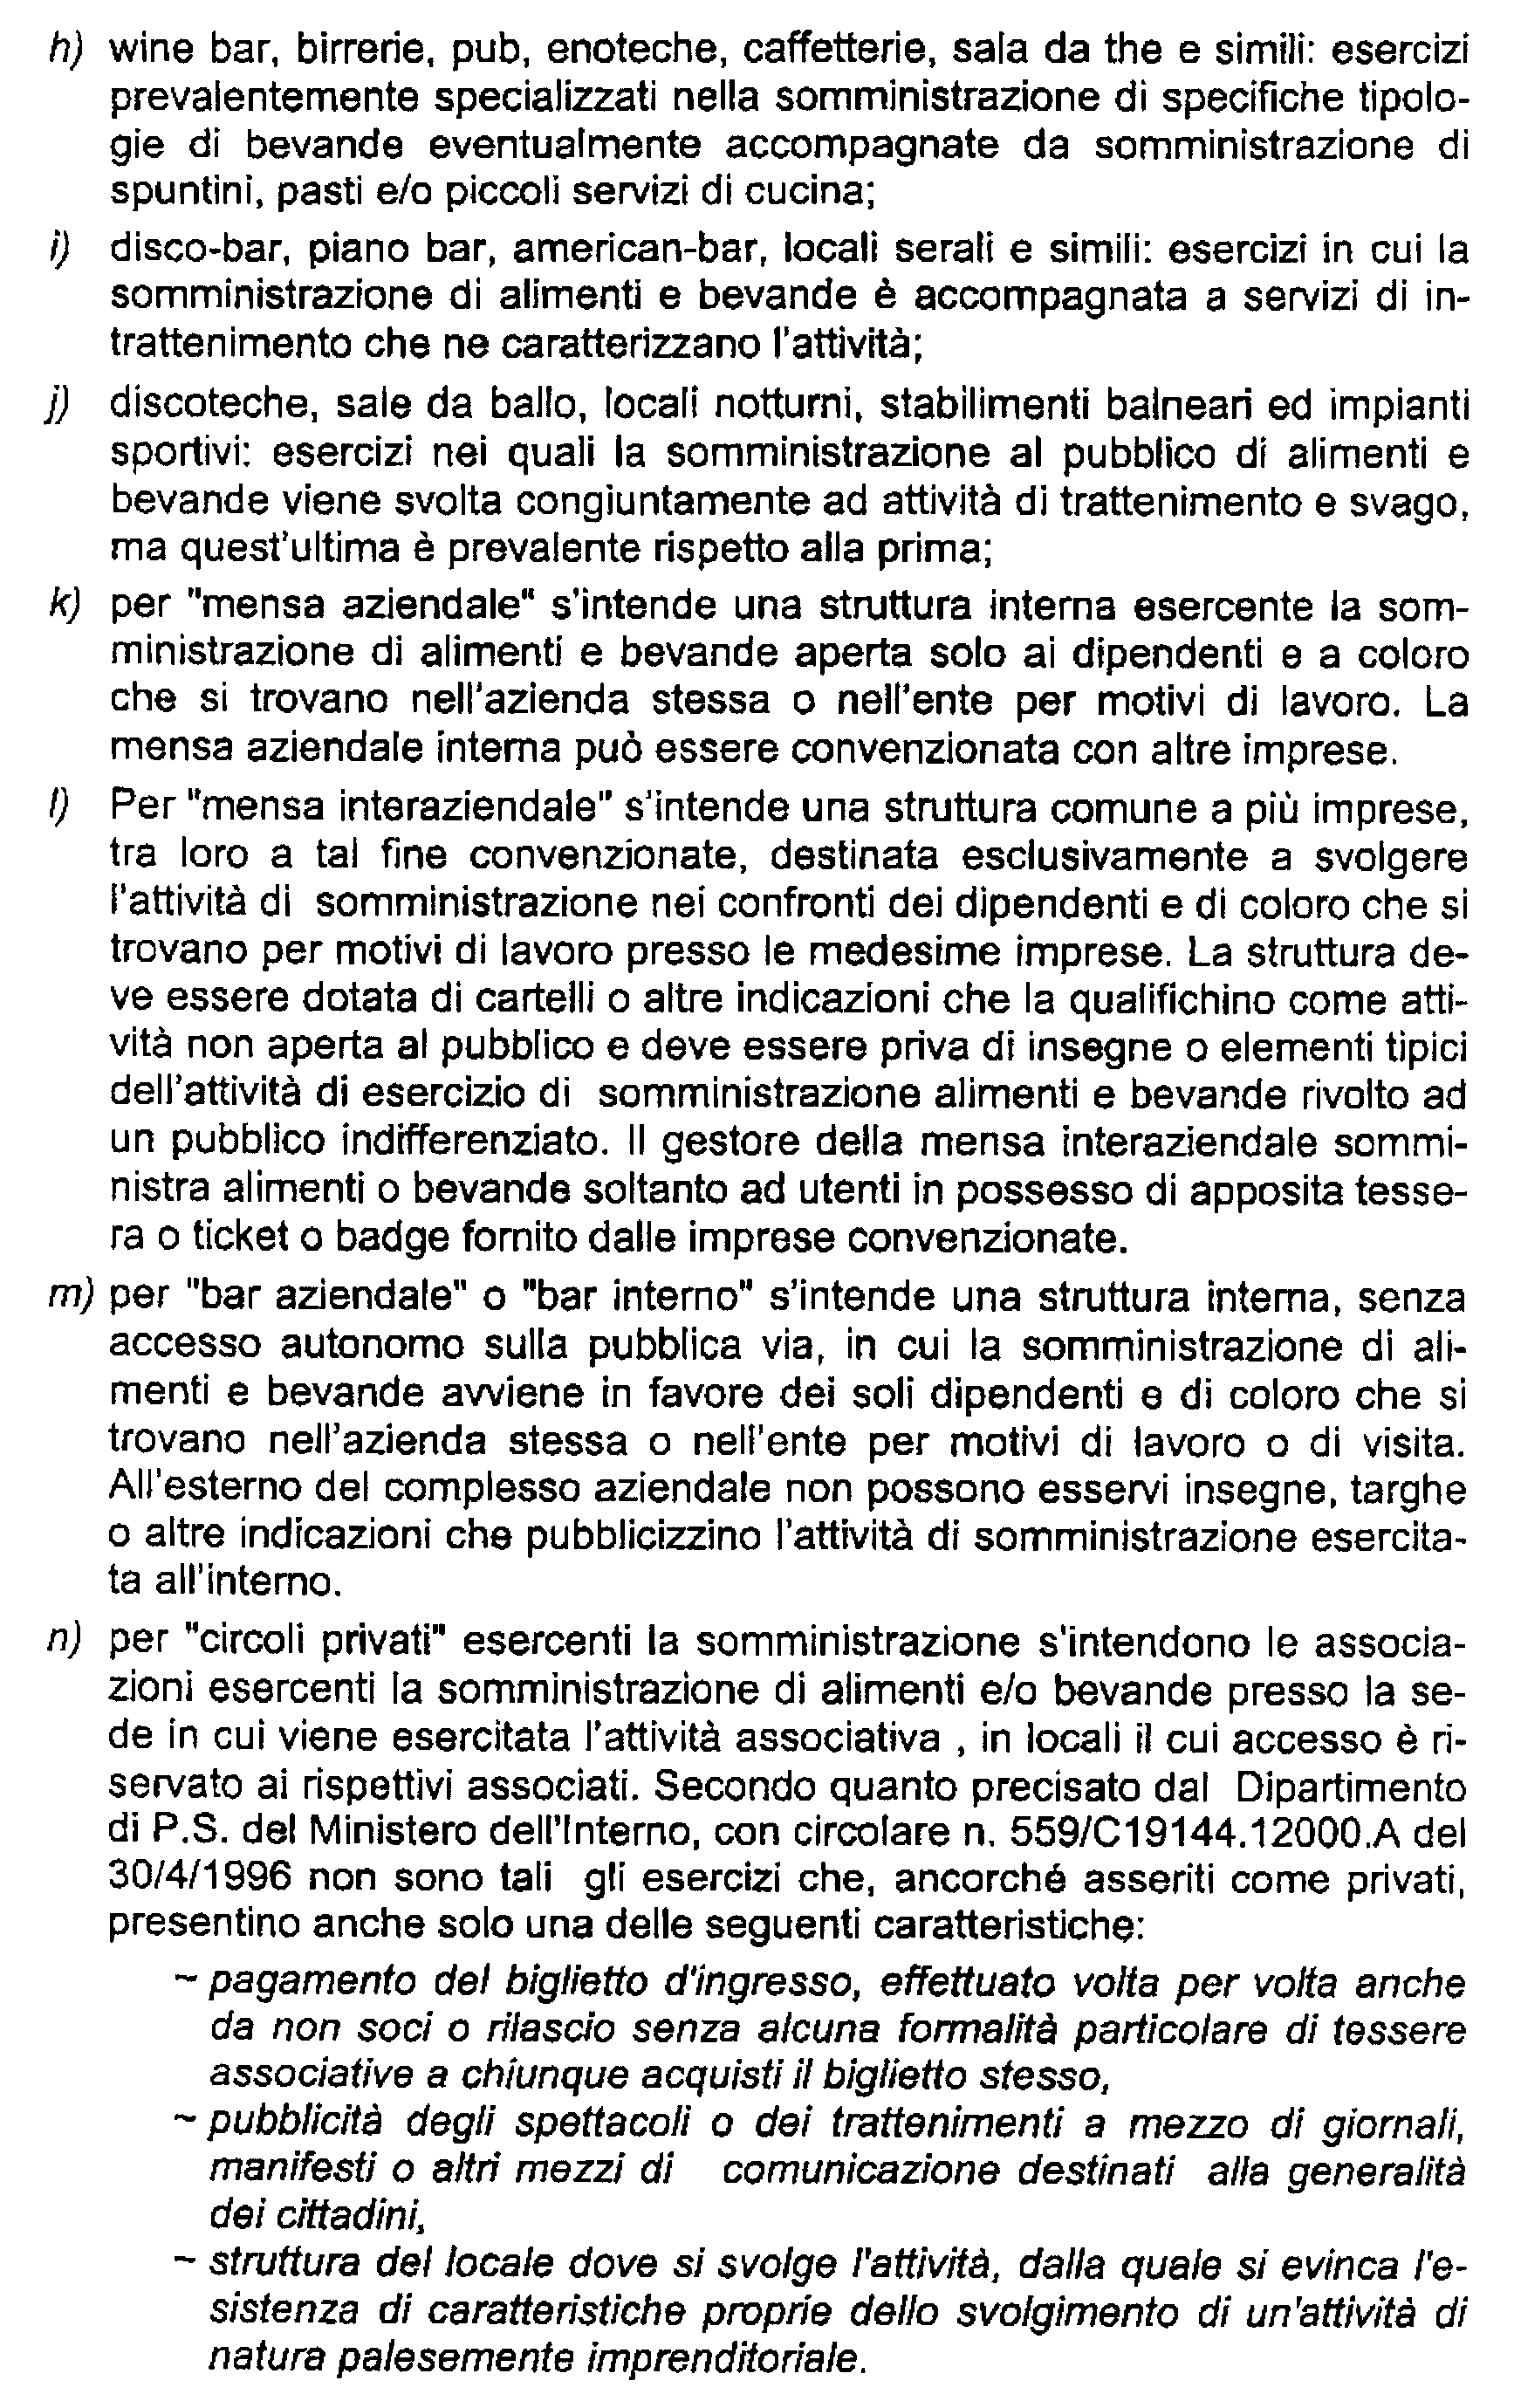 h) wine bar, birrerie, pub, enoteche, caffetterie, sala da the e simili: esercizi
prevalentemente specializzati nella somministrazione di specifiche tipolo-
gie di bevande eventualmente accompagnate da somministrazione di
spuntini, pasti e/o piccoli servizi di cucina;
i) disco-bar, piano bar, american-bar, locali serali e simili: esercizi in cui la
somministrazione di alimenti e bevande è accompagnata a servizi di in-
trattenimento che ne caratterizzano l'attività;
j) discoteche, sale da ballo, locali notturni, stabilimenti balneari ed impianti
sportivi: esercizi nei quali la somministrazione al pubblico di alimenti e
bevande viene svolta congiuntamente ad attività di trattenimento e svago,
ma quest'ultima è prevalente rispetto alla prima;
k) per "mensa aziendale" s'intende una struttura interna esercente la som-
ministrazione di alimenti e bevande aperta solo ai dipendenti e a coloro
che si trovano nell'azienda stessa o nell'ente per motivi di lavoro. La
mensa aziendale interna può essere convenzionata con altre imprese.
l) Per "mensa interaziendale" s'intende una struttura comune a più imprese,
tra loro a tal fine convenzionate, destinata esclusivamente a svolgere
l'attività di somministrazione nei confronti dei dipendenti e di coloro che si
trovano per motivi di lavoro presso le medesime imprese. La struttura de-
ve essere dotata di cartelli o altre indicazioni che la qualifichino come atti-
vità non aperta al pubblico e deve essere priva di insegne o elementi tipici
dell'attività di esercizio di somministrazione alimenti e bevande rivolto ad
un pubblico indifferenziato. Il gestore della mensa interaziendale sommi-
nistra alimenti o bevande soltanto ad utenti in possesso di apposita tesse-
ra o ticket o badge fornito dalle imprese convenzionate.
m) per "bar aziendale" o "bar interno" s'intende una struttura interna, senza
accesso autonomo sulla pubblica via, in cui la somministrazione di ali-
menti e bevande avviene in favore dei soli dipendenti e di coloro che si
trovano nell'azienda stessa o nell'ente per motivi di lavoro o di visita.
All'esterno del complesso aziendale non possono esservi insegne, targhe
o altre indicazioni che pubblicizzino l'attività di somministrazione esercita-
ta all'interno.
n) per "circoli privati" esercenti la somministrazione s'intendono le associa-
zioni esercenti la somministrazione di alimenti e/o bevande presso la se-
de in cui viene esercitata l'attività associativa , in locali il cui accesso è ri-
servato ai rispettivi associati. Secondo quanto precisato dal Dipartimento
di P.S. del Ministero dell'Interno, con circolare n. 559/C19144.12000.A del
30/4/1996 non sono tali gli esercizi che, ancorché asseriti come privati,
presentino anche solo una delle seguenti caratteristiche:
~ pagamento del biglietto d'ingresso, effettuato volta per volta anche
da non soci o rilascio senza alcuna formalità particolare di tessere
associative a chiunque acquisti il biglietto stesso,
~ pubblicità degli spettacoli o dei trattenimenti a mezzo di giornali,
manifesti o altri mezzi di comunicazione destinati alla generalità
dei cittadini,
~ struttura del locale dove si svolge l'attività, dalla quale si evinca l'e-
sistenza di caratteristiche proprie dello svolgimento di un'attività di
natura palesemente imprenditoriale.